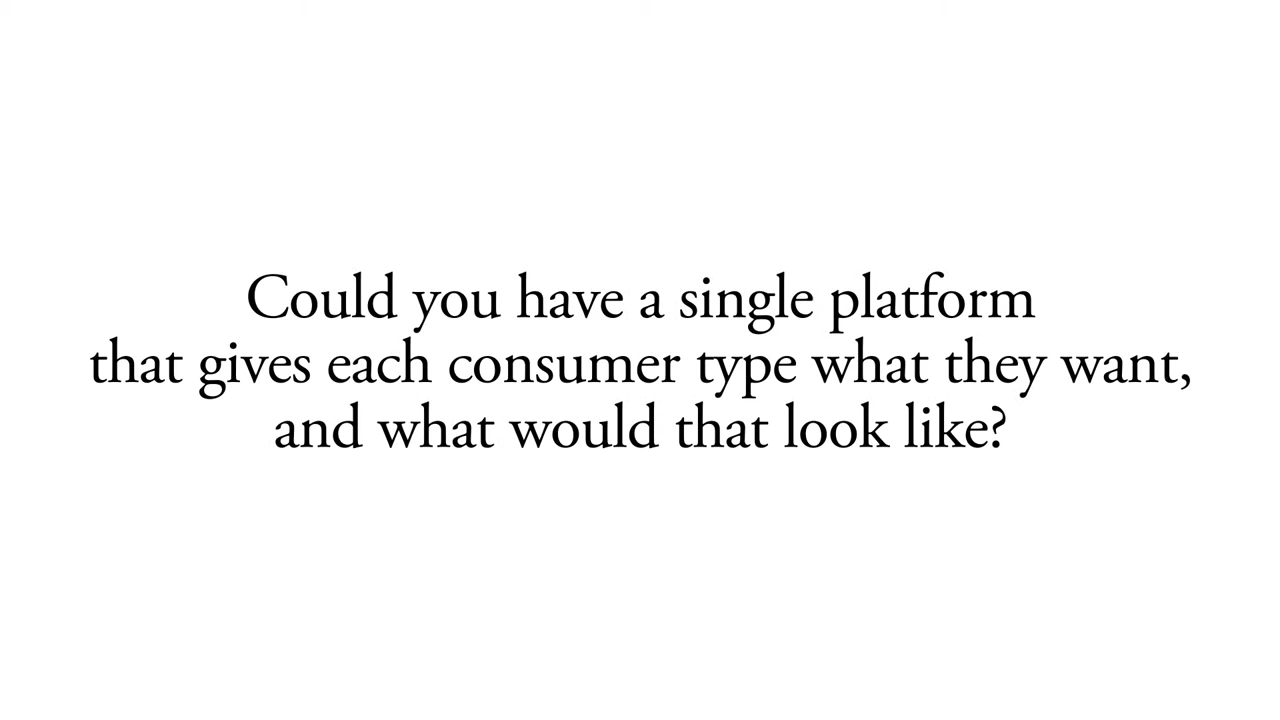 Could you have a single platform
that gives each consumer type what they want,
and what would that look like?